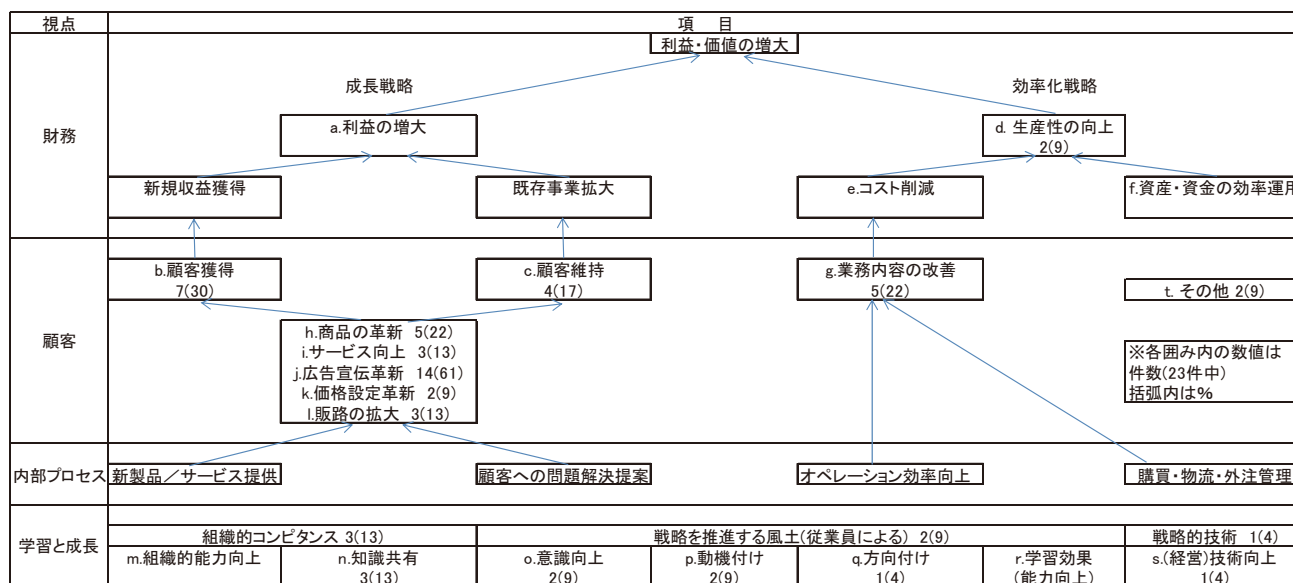 視点
項 目
利益・価値の増大
成長戦略
効率化戦略
財務
a.利益の増大
d. 生産性の向上
2(9)
新規収益獲得
既存事業拡大
e.コスト削減
f.資産・資金の効率運用
b.顧客獲得
7(30)
c.顧客維持
4(17)
g.業務内容の改善
5(22)
t. その他 2(9)
顧客
h.商品の革新 5(22)
i.サービス向上 3(13)
j.広告宣伝革新 14(61)
k.価格設定革新 2(9)
l.販路の拡大 3(13)
※各囲み内の数値は
件数(23件中)
括弧内は%
内部プロセス
新製品/サービス提供
顧客への問題解決提案
オペレーション効率向上
購買・物流・外注管理
学習と成長
組織的コンピタンス 3(13)
戦略を推進する風土(従業員による) 2(9)
戦略的技術 1(4)
m.組織的能力向上
n.知識共有
3(13)
o.意識向上
2(9)
p.動機付け
2(9)
q.方向付け
1(4)
r.学習効果
(能力向上)
s.(経営)技術向上
1(4)